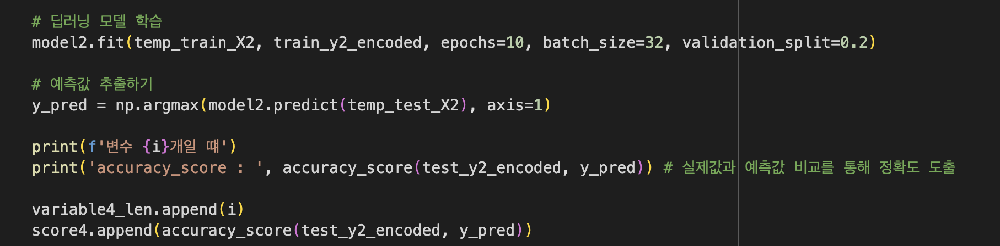 # 딥러닝 모델 학습
model2.fit(temp_train_X2, train_y2_encoded, epochs=10, batch_size=32, validation_split=0.2)
# 예측값 추출하기
y_pred = np.argmax(model2.predict(temp_test_X2), axis=1)
print(f'변수 {i}개일 떄')
print('accuracy_score : ', accuracy_score(test_y2_encoded, y_pred)) # 실제값과 예측값 비교를 통해 정확도 도출
variable4_len.append(i)
score4.append(accuracy_score(test_y2_encoded, y_pred))